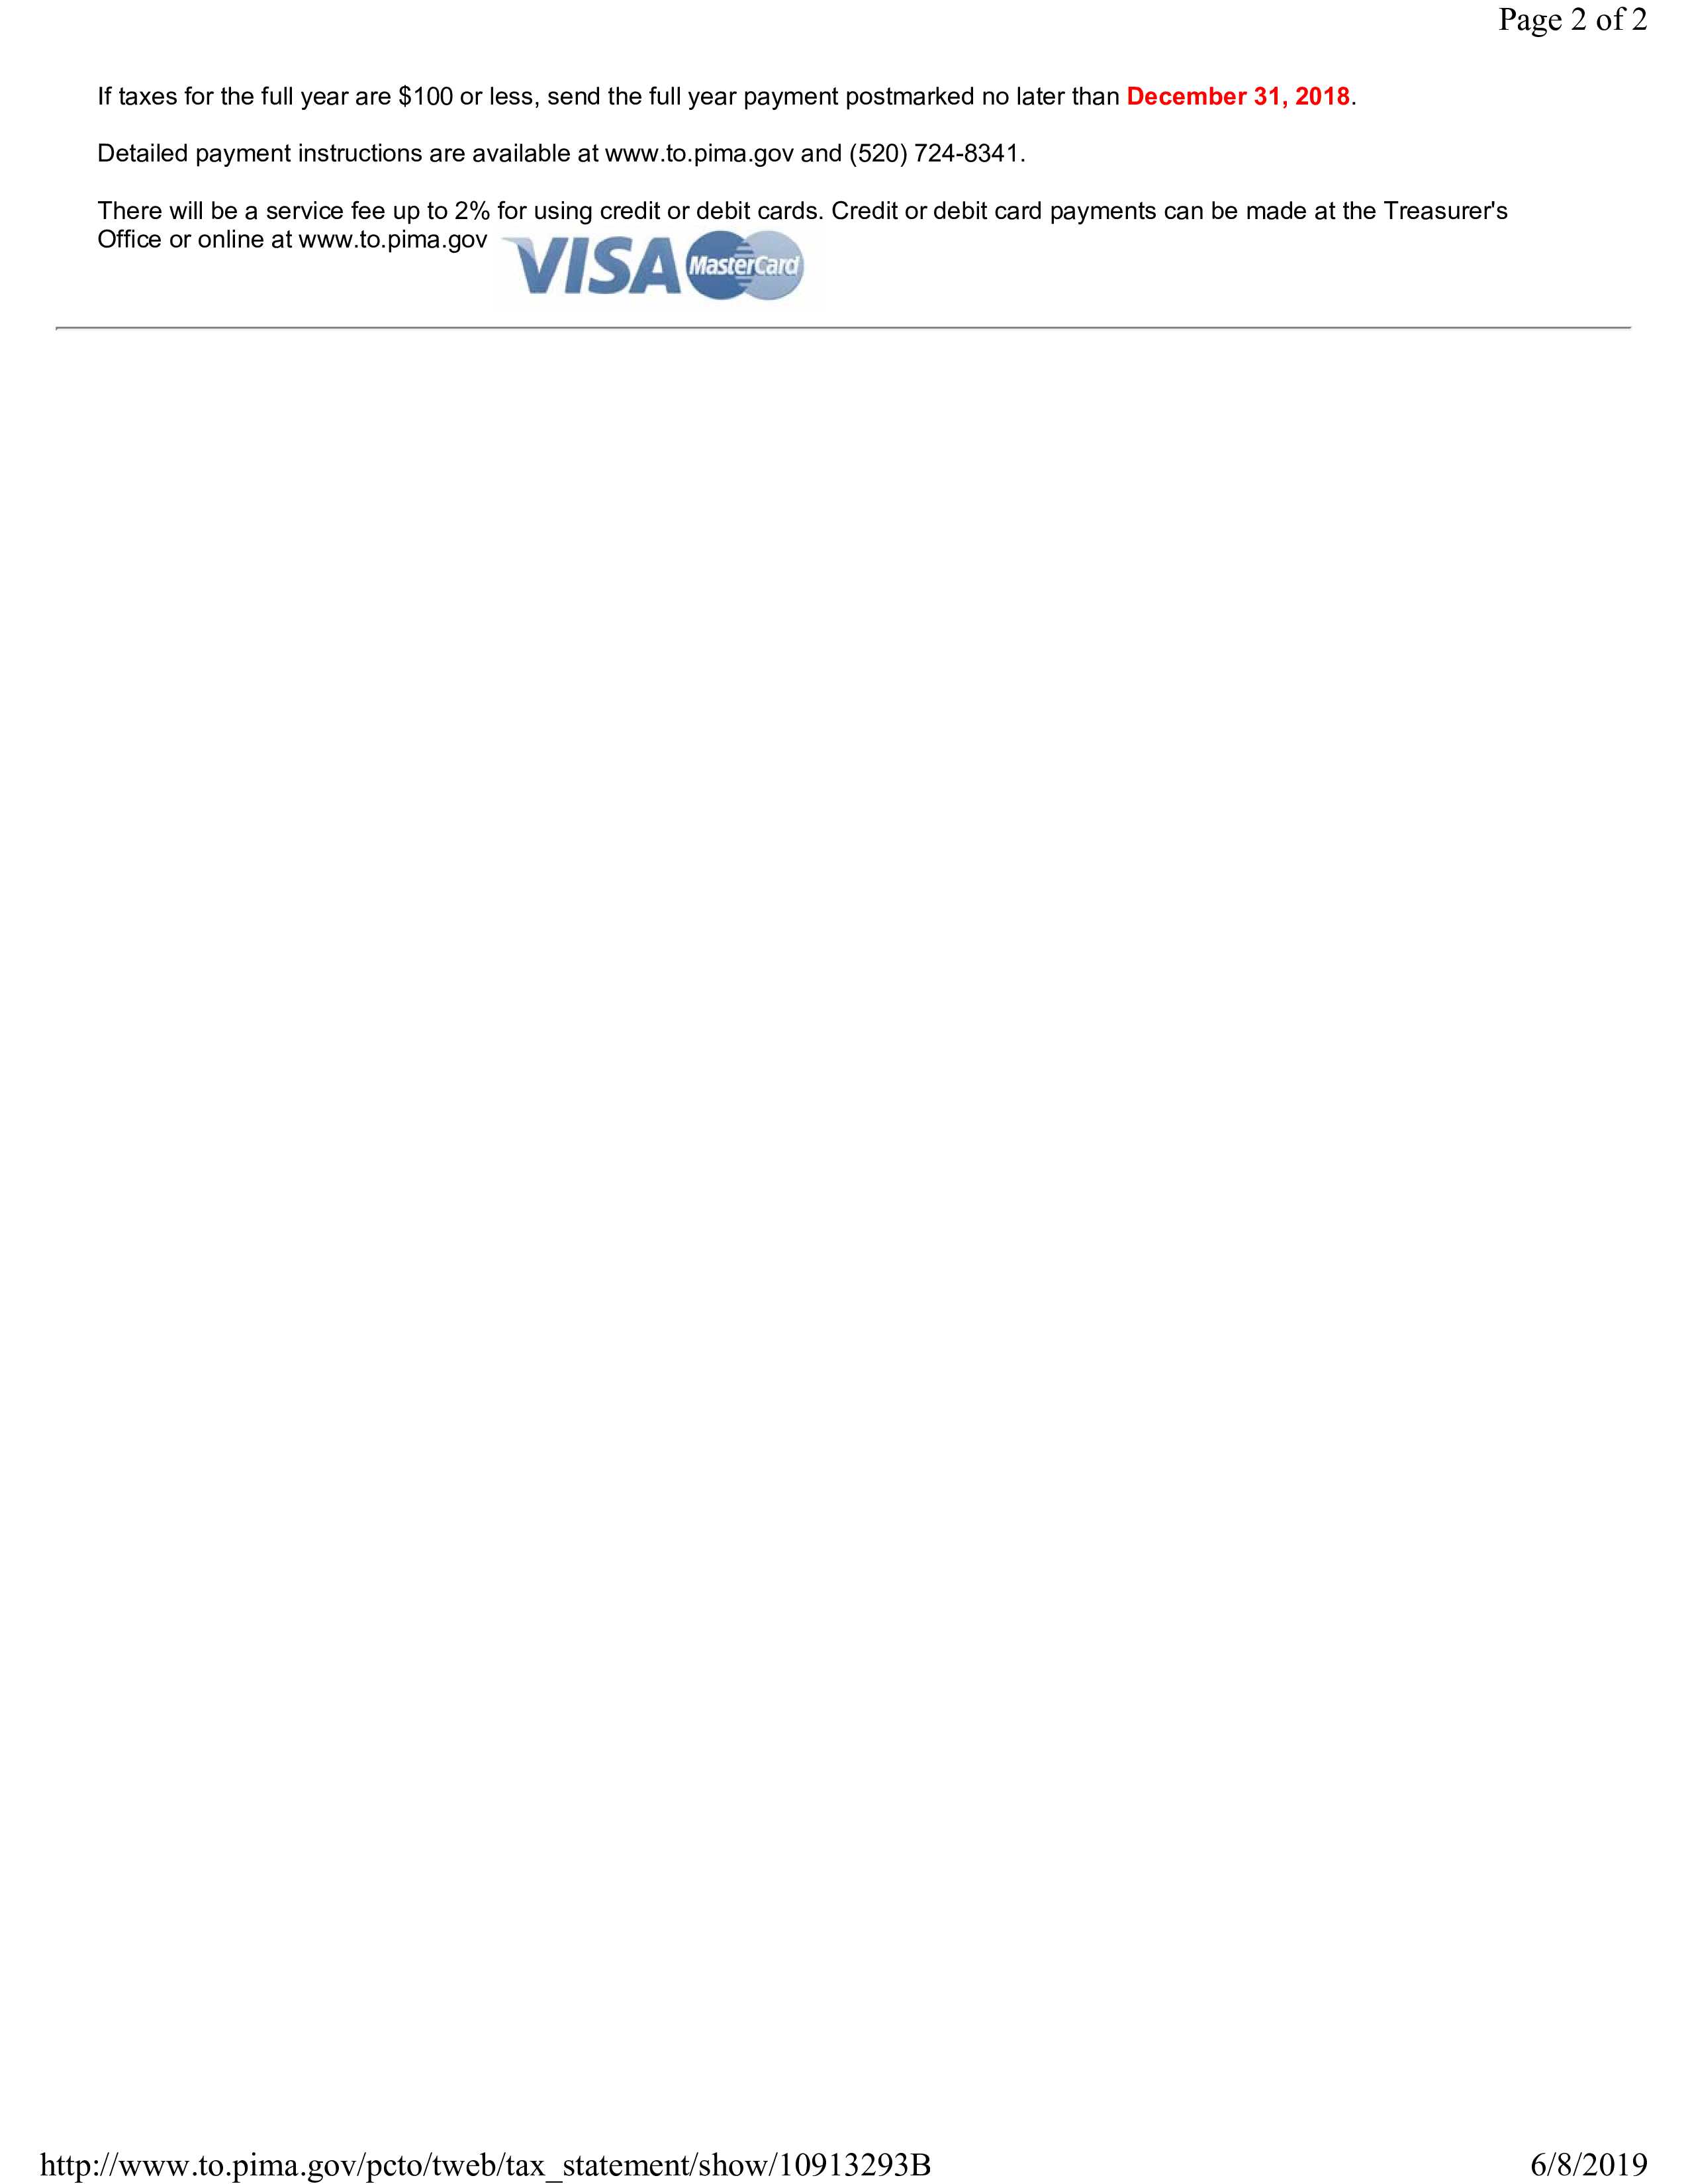 Page 2 of 2
If taxes for the full year are $100 or less, send the full year payment postmarked no later than December 31, 2018.
Detailed payment instructions are available at www.to.pima.gov and (520) 724-8341.
There will be a service fee up to 2% for using credit or debit cards. Credit or debit card payments can be made at the Treasurer's
Office or online at www.to.pima.gov VISA MasterCard
http://www.to.pima.gov/pcto/tweb/tax_statement/show/10913293B 6/8/2019